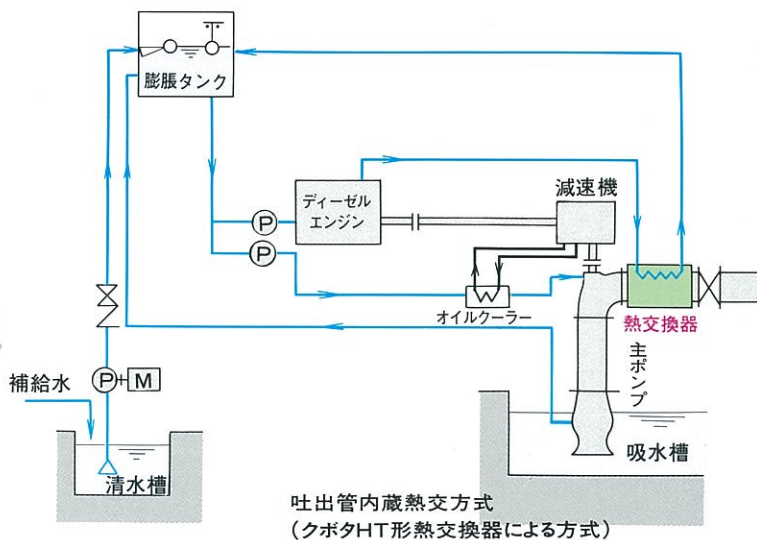 膨脹タンク
ディーゼル
エンジン
減速機
P
P
オイルクーラー
熱交換器
主ポンプ
P
M
補給水
清水槽
吸水槽
吐出管内蔵熱交方式
(クボタHT形熱交換器による方式)